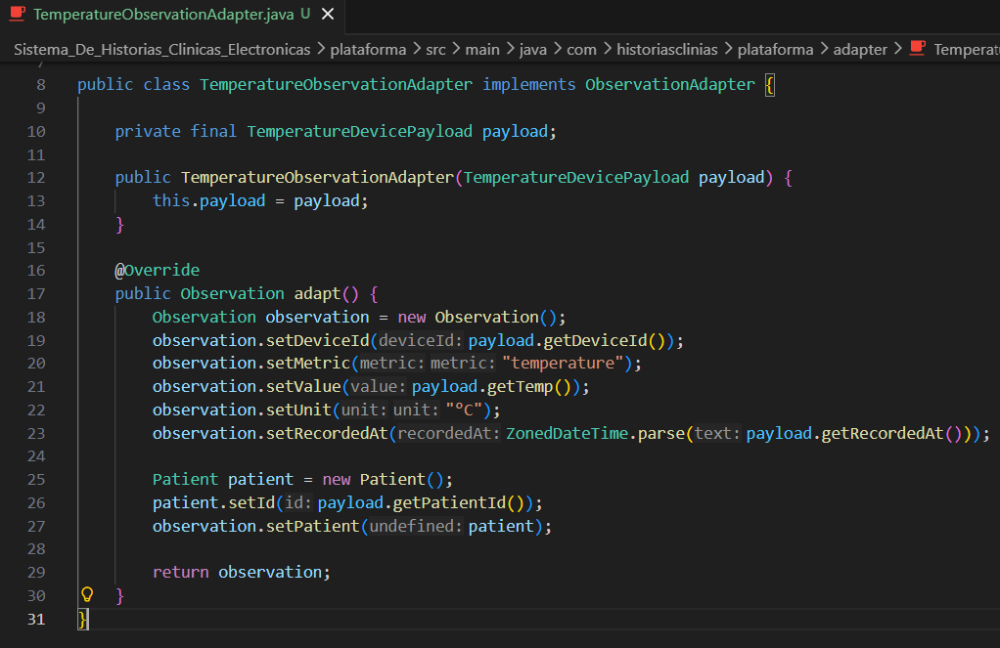 TemperatureObservationAdapter.java U
Sistema_De_Historias_Clinicas_Electronicas > plataforma > src > main > java > com > historiasclinias > plataforma > adapter > Temperat
8 public class TemperatureObservationAdapter implements ObservationAdapter {
9
10 private final TemperatureDevicePayload payload;
11
12 public TemperatureObservationAdapter(TemperatureDevicePayload payload) {
13 this.payload = payload;
14 }
15
16 @Override
17 public Observation adapt() {
18 Observation observation = new Observation();
19 observation.setDeviceId(deviceId: payload.getDeviceId());
20 observation.setMetric(metric: metric: "temperature");
21 observation.setValue(value: payload.getTemp());
22 observation.setUnit(unit: unit: "ºC");
23 observation.setRecordedAt(recordedAt: ZonedDateTime.parse(text: payload.getRecordedAt()));
24
25 Patient patient = new Patient();
26 patient.setId(id: payload.getPatientId());
27 observation.setPatient(undefined: patient);
28
29 return observation;
30 }
31 }